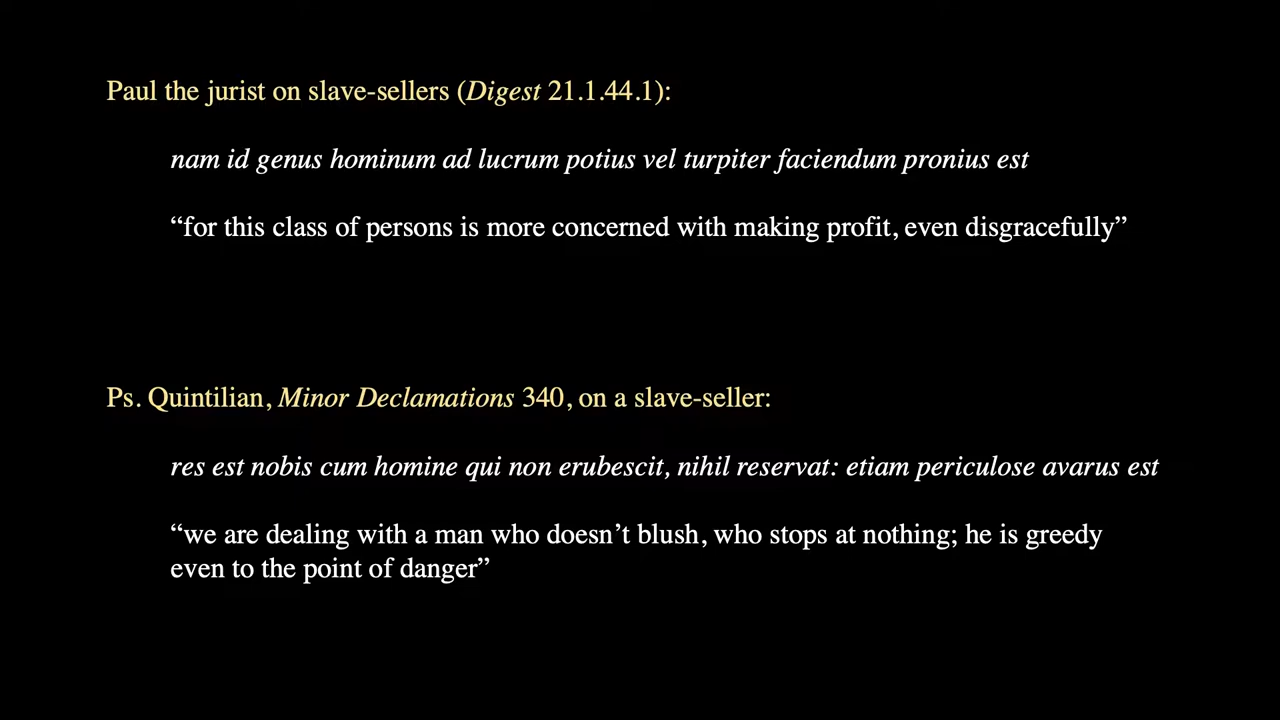 Paul the jurist on slave-sellers (Digest 21.1.44.1):
nam id genus hominum ad lucrum potius vel turpiter faciendum pronius est
“for this class of persons is more concerned with making profit, even disgracefully”
Ps. Quintilian, Minor Declamations 340, on a slave-seller:
res est nobis cum homine qui non erubescit, nihil reservat: etiam periculose avarus est
“we are dealing with a man who doesn’t blush, who stops at nothing; he is greedy
even to the point of danger”